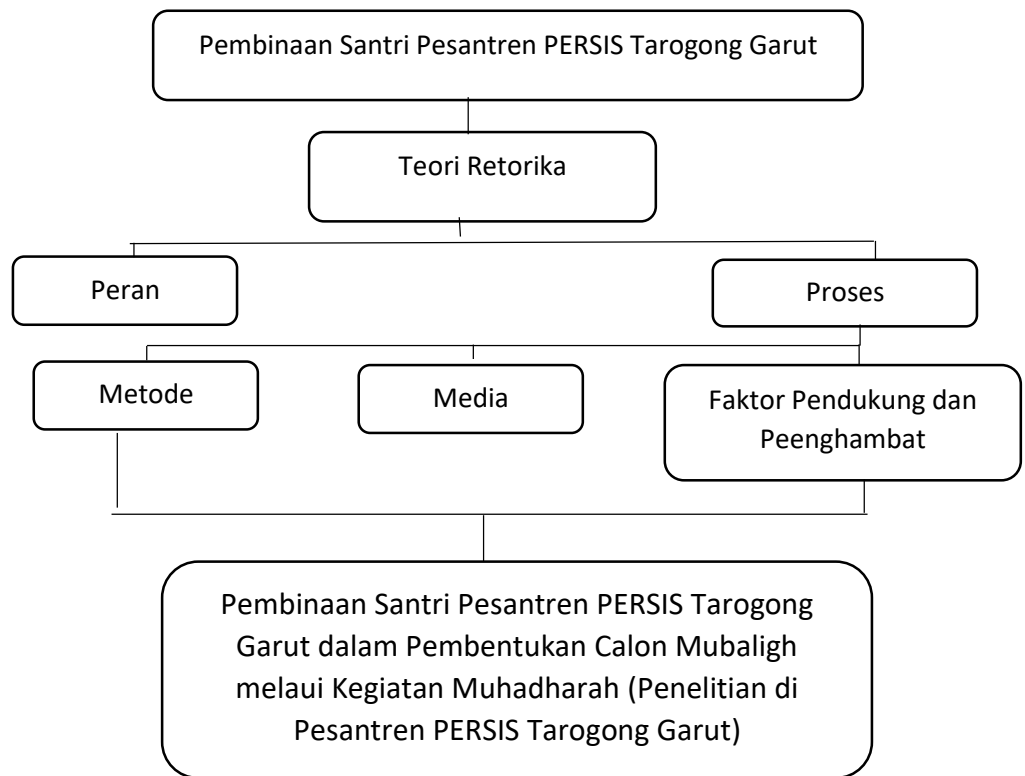 Pembinaan Santri Pesantren PERSIS Tarogong Garut
Teori Retorika
Peran
Proses
Metode
Media
Faktor Pendukung dan
Peenghambat
Pembinaan Santri Pesantren PERSIS Tarogong
Garut dalam Pembentukan Calon Mubaligh
melaui Kegiatan Muhadharah (Penelitian di
Pesantren PERSIS Tarogong Garut)